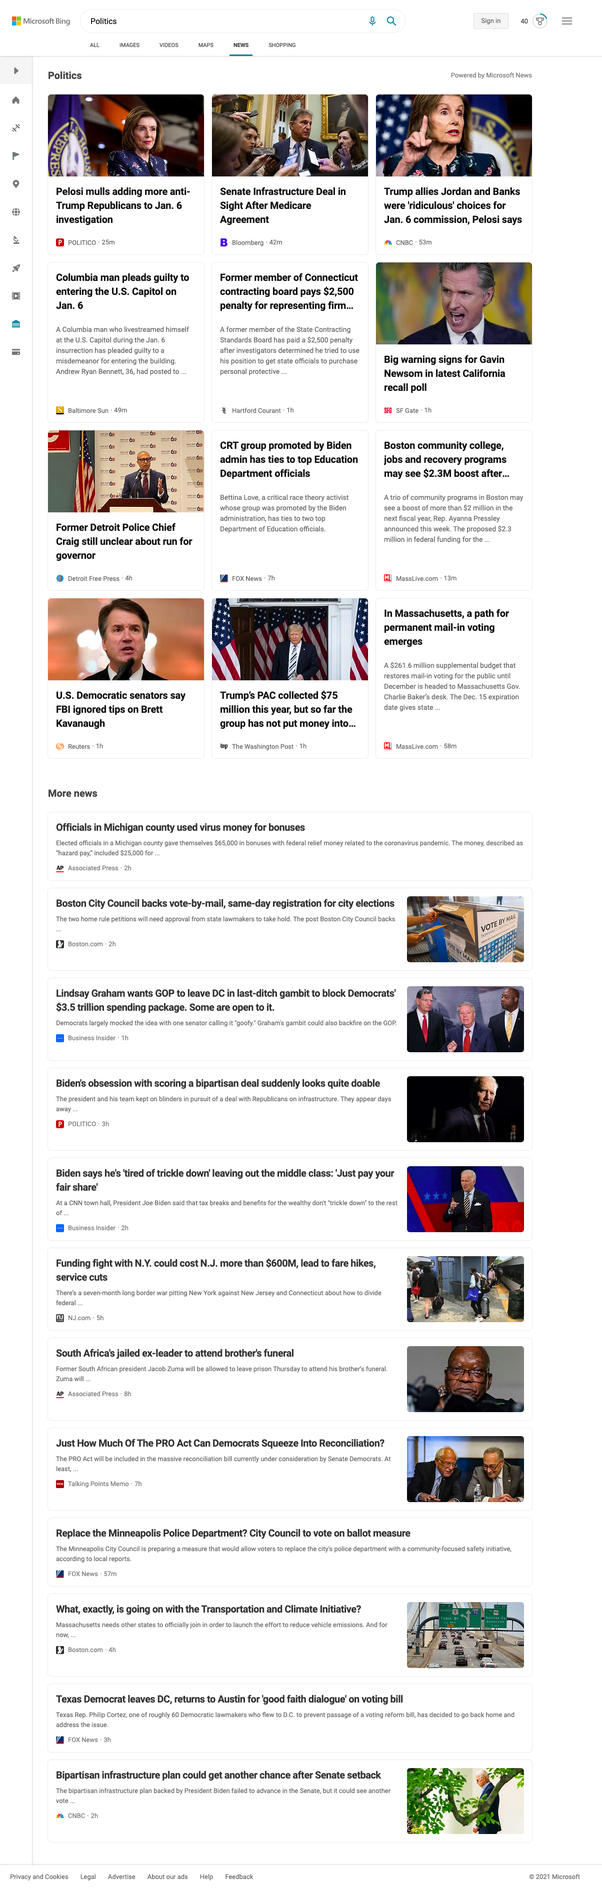 Microsoft Bing
Politics
Sign in
40
ALL IMAGES VIDEOS MAPS NEWS SHOPPING
Politics
Powered by Microsoft News
Pelosi mulls adding more anti-
Trump Republicans to Jan. 6
investigation
POLITICO · 25m
Senate Infrastructure Deal in
Sight After Medicare
Agreement
Bloomberg · 42m
Trump allies Jordan and Banks
were 'ridiculous' choices for
Jan. 6 commission, Pelosi says
CNBC · 53m
Columbia man pleads guilty to
entering the U.S. Capitol on
Jan. 6
A Columbia man who livestreamed himself
at the U.S. Capitol during the Jan. 6
insurrection has pleaded guilty to a
misdemeanor for entering the building.
Andrew Ryan Bennett, 36, had posted to ...
Baltimore Sun · 49m
Former member of Connecticut
contracting board pays $2,500
penalty for representing firm...
A former member of the State Contracting
Standards Board has paid a $2,500 penalty
after investigators determined he tried to use
his position to get state officials to purchase
personal protective ...
Hartford Courant · 1h
Big warning signs for Gavin
Newsom in latest California
recall poll
SF Gate · 1h
Former Detroit Police Chief
Craig still unclear about run for
governor
Detroit Free Press · 4h
CRT group promoted by Biden
admin has ties to top Education
Department officials
Bettina Love, a critical race theory activist
whose group was promoted by the Biden
administration, has ties to two top
Department of Education officials.
FOX News · 7h
Boston community college,
jobs and recovery programs
may see $2.3M boost after...
A trio of community programs in Boston may
see a boost of more than $2 million in the
next fiscal year, Rep. Ayanna Pressley
announced this week. The proposed $2.3
million in federal funding for the ...
MassLive.com · 13m
U.S. Democratic senators say
FBI ignored tips on Brett
Kavanaugh
Reuters · 1h
Trump's PAC collected $75
million this year, but so far the
group has not put money into...
The Washington Post · 1h
In Massachusetts, a path for
permanent mail-in voting
emerges
A $261.6 million supplemental budget that
restores mail-in voting for the public until
December is headed to Massachusetts Gov.
Charlie Baker's desk. The Dec. 15 expiration
date gives state ...
MassLive.com · 58m
More news
Officials in Michigan county used virus money for bonuses
Elected officials in a Michigan county gave themselves $65,000 in bonuses with federal relief money related to the coronavirus pandemic. The money, described as
"hazard pay," included $25,000 for ...
AP Associated Press · 2h
Boston City Council backs vote-by-mail, same-day registration for city elections
The two home rule petitions will need approval from state lawmakers to take hold. The post Boston City Council backs
...
Boston.com · 2h
VOTE BY MAIL
Lindsay Graham wants GOP to leave DC in last-ditch gambit to block Democrats'
$3.5 trillion spending package. Some are open to it.
Democrats largely mocked the idea with one senator calling it "goofy." Graham's gambit could also backfire on the GOP.
Business Insider · 1h
Biden's obsession with scoring a bipartisan deal suddenly looks quite doable
The president and his team kept on blinders in pursuit of a deal with Republicans on infrastructure. They appear days
away ...
POLITICO · 3h
Biden says he's 'tired of trickle down' leaving out the middle class: 'Just pay your
fair share'
At a CNN town hall, President Joe Biden said that tax breaks and benefits for the wealthy don't "trickle down" to the rest
of ...
Business Insider · 2h
Funding fight with N.Y. could cost N.J. more than $600M, lead to fare hikes,
service cuts
There's a seven-month long border war pitting New York against New Jersey and Connecticut about how to divide
federal ...
NJ.com · 5h
South Africa's jailed ex-leader to attend brother's funeral
Former South African president Jacob Zuma will be allowed to leave prison Thursday to attend his brother's funeral.
Zuma will ...
AP Associated Press · 8h
Just How Much Of The PRO Act Can Democrats Squeeze Into Reconciliation?
The PRO Act will be included in the massive reconciliation bill currently under consideration by Senate Democrats. At
least, ...
Talking Points Memo · 7h
Replace the Minneapolis Police Department? City Council to vote on ballot measure
The Minneapolis City Council is preparing a measure that would allow voters to replace the city's police department with a community-focused safety initiative,
according to local reports.
FOX News · 57m
What, exactly, is going on with the Transportation and Climate Initiative?
Massachusetts needs other states to officially join in order to launch the effort to reduce vehicle emissions. And for
now, ...
Boston.com · 4h
Texas Democrat leaves DC, returns to Austin for 'good faith dialogue' on voting bill
Texas Rep. Philip Cortez, one of roughly 60 Democratic lawmakers who flew to D.C. to prevent passage of a voting reform bill, has decided to go back home and
address the issue.
FOX News · 3h
Bipartisan infrastructure plan could get another chance after Senate setback
The bipartisan infrastructure plan backed by President Biden failed to advance in the Senate, but it could see another
vote ...
CNBC · 2h
Privacy and Cookies Legal Advertise About our ads Help Feedback
© 2021 Microsoft